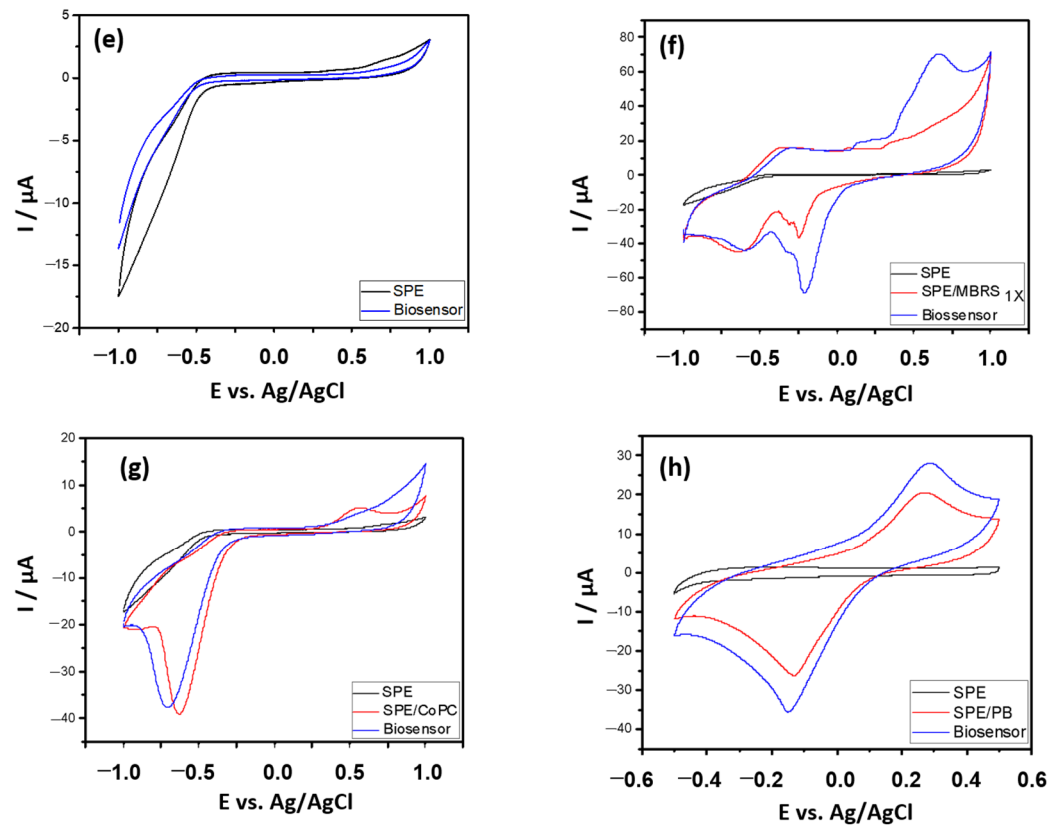 (e)
5
0
−5
−10
−15
−20
I / µA
SPE
Biosensor
−1.0 −0.5 0.0 0.5 1.0
E vs. Ag/AgCl
(f)
80
60
40
20
0
−20
−40
−60
−80
I / µA
SPE
SPE/MBRS 1X
Biossensor
−1.0 −0.5 0.0 0.5 1.0
E vs. Ag/AgCl
(g)
20
10
0
−10
−20
−30
−40
I / µA
SPE
SPE/CoPC
Biosensor
−1.0 −0.5 0.0 0.5 1.0
E vs. Ag/AgCl
(h)
30
20
10
0
−10
−20
−30
−40
I / µA
SPE
SPE/PB
Biosensor
−0.6 −0.4 −0.2 0.0 0.2 0.4 0.6
E vs. Ag/AgCl